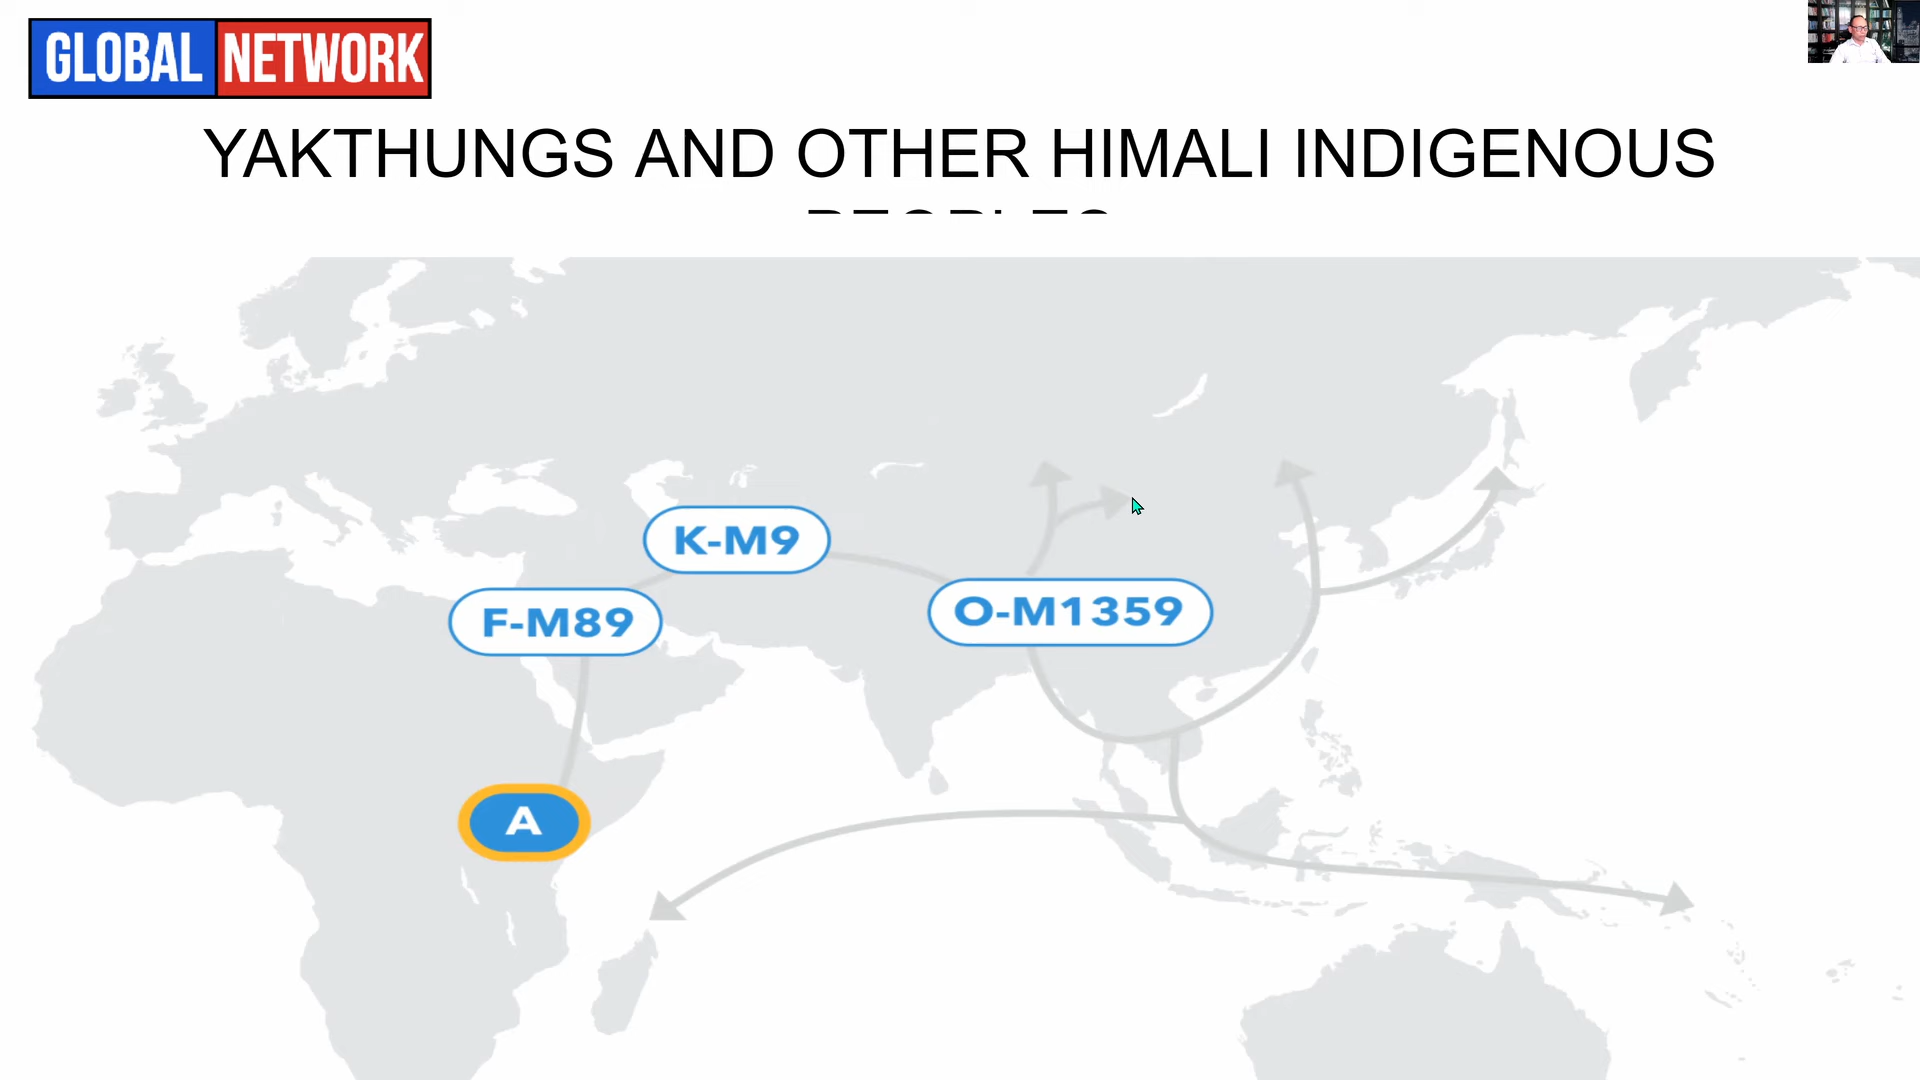 GLOBAL NETWORK
YAKTHUNGS AND OTHER HIMALI INDIGENOUS
K-M9
O-M1359
F-M89
A